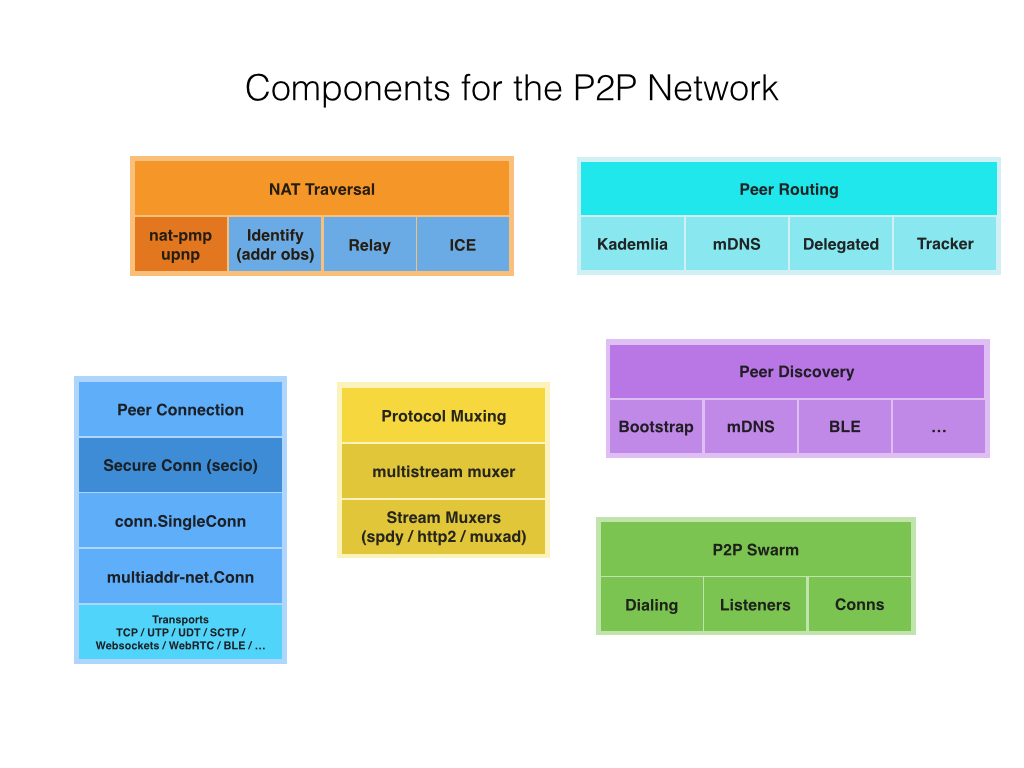 Components for the P2P Network
NAT Traversal
nat-pmp
upnp
Identify
(addr obs)
Relay
ICE
Peer Routing
Kademlia
mDNS
Delegated
Tracker
Peer Connection
Secure Conn (secio)
conn.SingleConn
multiaddr-net.Conn
Transports
TCP / UTP / UDT / SCTP /
Websockets / WebRTC / BLE / …
Protocol Muxing
multistream muxer
Stream Muxers
(spdy / http2 / muxad)
Peer Discovery
Bootstrap
mDNS
BLE
…
P2P Swarm
Dialing
Listeners
Conns